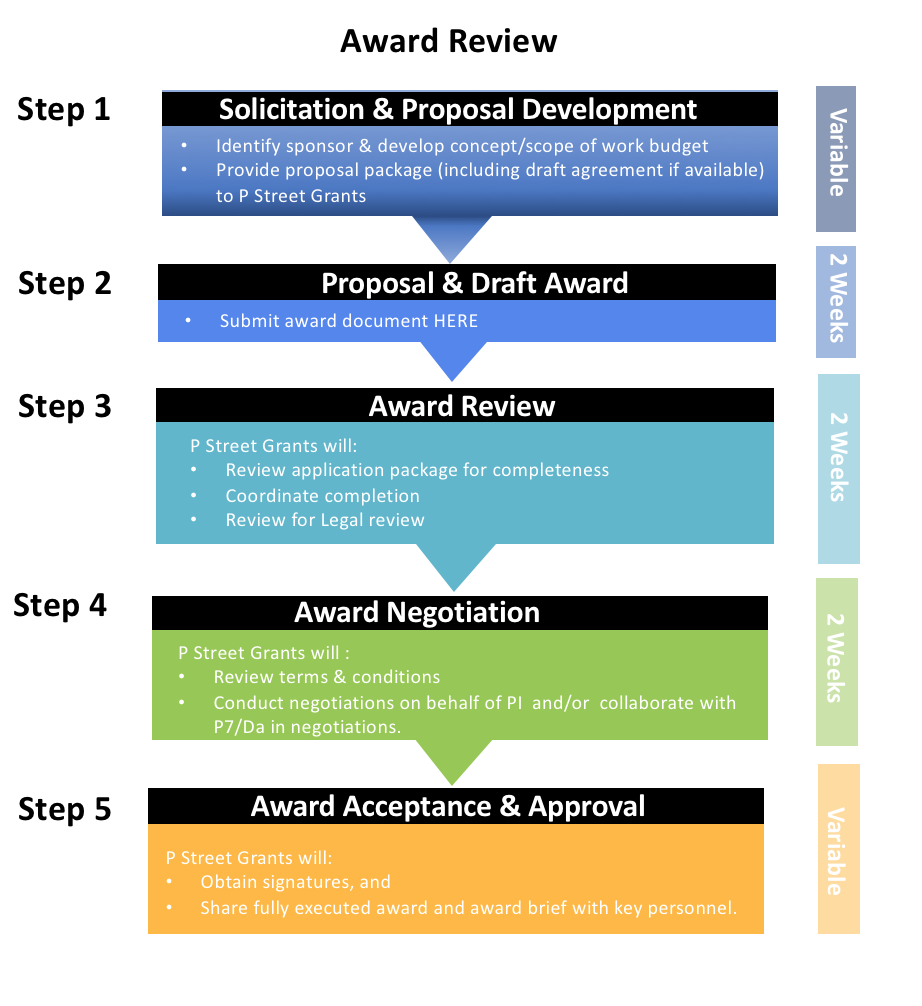 Award Review
Step 1
Solicitation & Proposal Development
• Identify sponsor & develop concept/scope of work budget
• Provide proposal package (including draft agreement if available)
to P Street Grants
Variable
Step 2
Proposal & Draft Award
• Submit award document HERE
2 Weeks
Step 3
Award Review
P Street Grants will:
• Review application package for completeness
• Coordinate completion
• Review for Legal review
2 Weeks
Step 4
Award Negotiation
P Street Grants will :
• Review terms & conditions
• Conduct negotiations on behalf of PI and/or collaborate with
P7/Da in negotiations.
2 Weeks
Step 5
Award Acceptance & Approval
P Street Grants will:
• Obtain signatures, and
• Share fully executed award and award brief with key personnel.
Variable